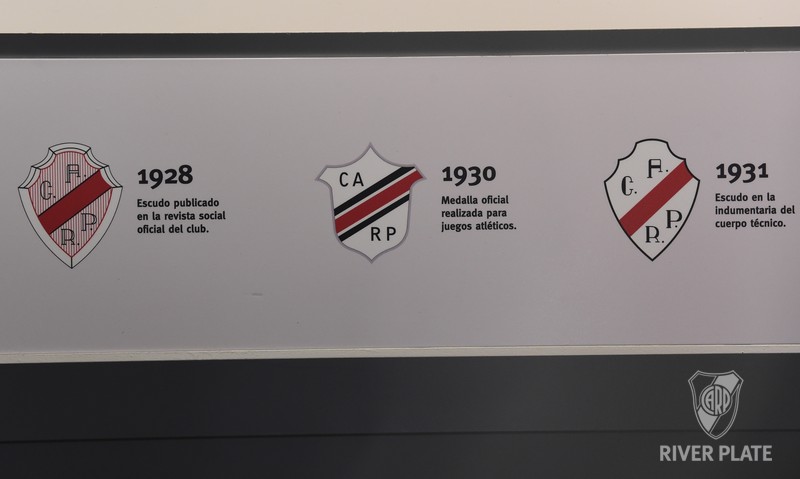 C. A.
R. P.
1928
Escudo publicado
en la revista social
oficial del club.
CA
RP
1930
Medalla oficial
realizada para
juegos atléticos.
C. A.
R. P.
1931
Escudo en la
indumentaria del
cuerpo técnico.
CARP
RIVER PLATE